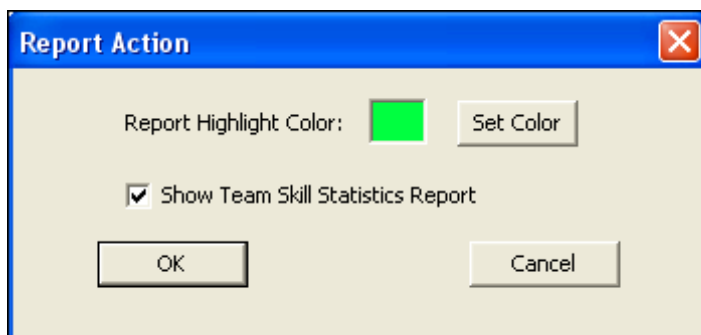 Report Action
Report Highlight Color: Set Color
Show Team Skill Statistics Report
OK Cancel